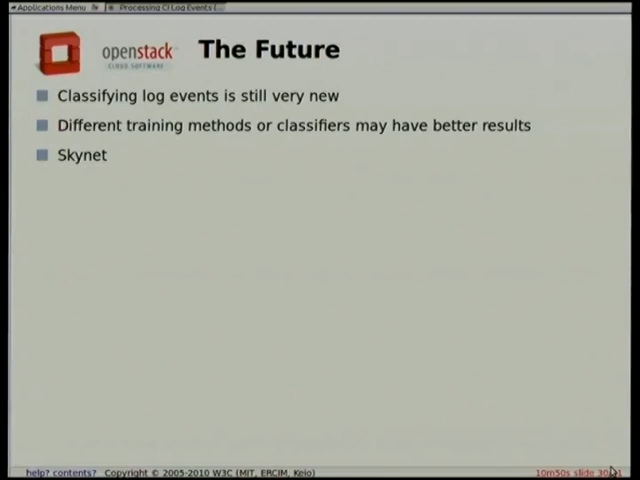 Applications Menu Processing CI Log Events [...
openstack
CLOUD SOFTWARE
The Future
Classifying log events is still very new
Different training methods or classifiers may have better results
Skynet
help? contents? Copyright © 2005-2010 W3C (MIT, ERCIM, Keio) 10m50s slide